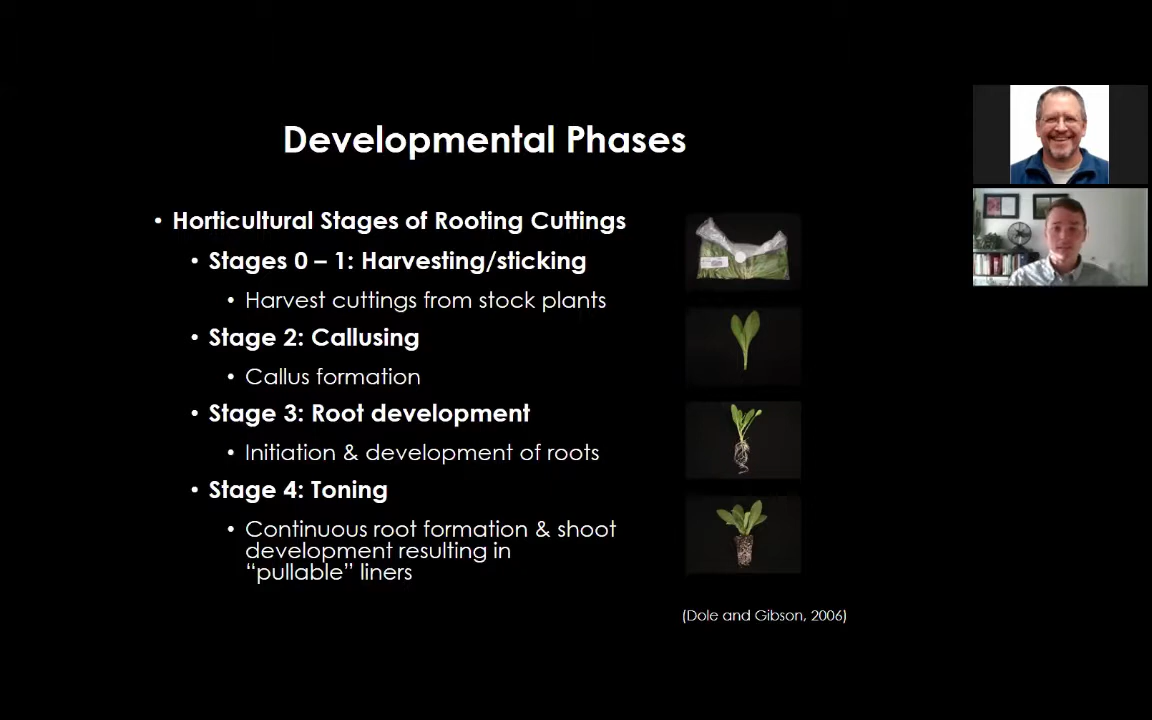 Developmental Phases
• Horticultural Stages of Rooting Cuttings
• Stages 0 – 1: Harvesting/sticking
• Harvest cuttings from stock plants
• Stage 2: Callusing
• Callus formation
• Stage 3: Root development
• Initiation & development of roots
• Stage 4: Toning
• Continuous root formation & shoot
development resulting in
“pullable” liners
(Dole and Gibson, 2006)